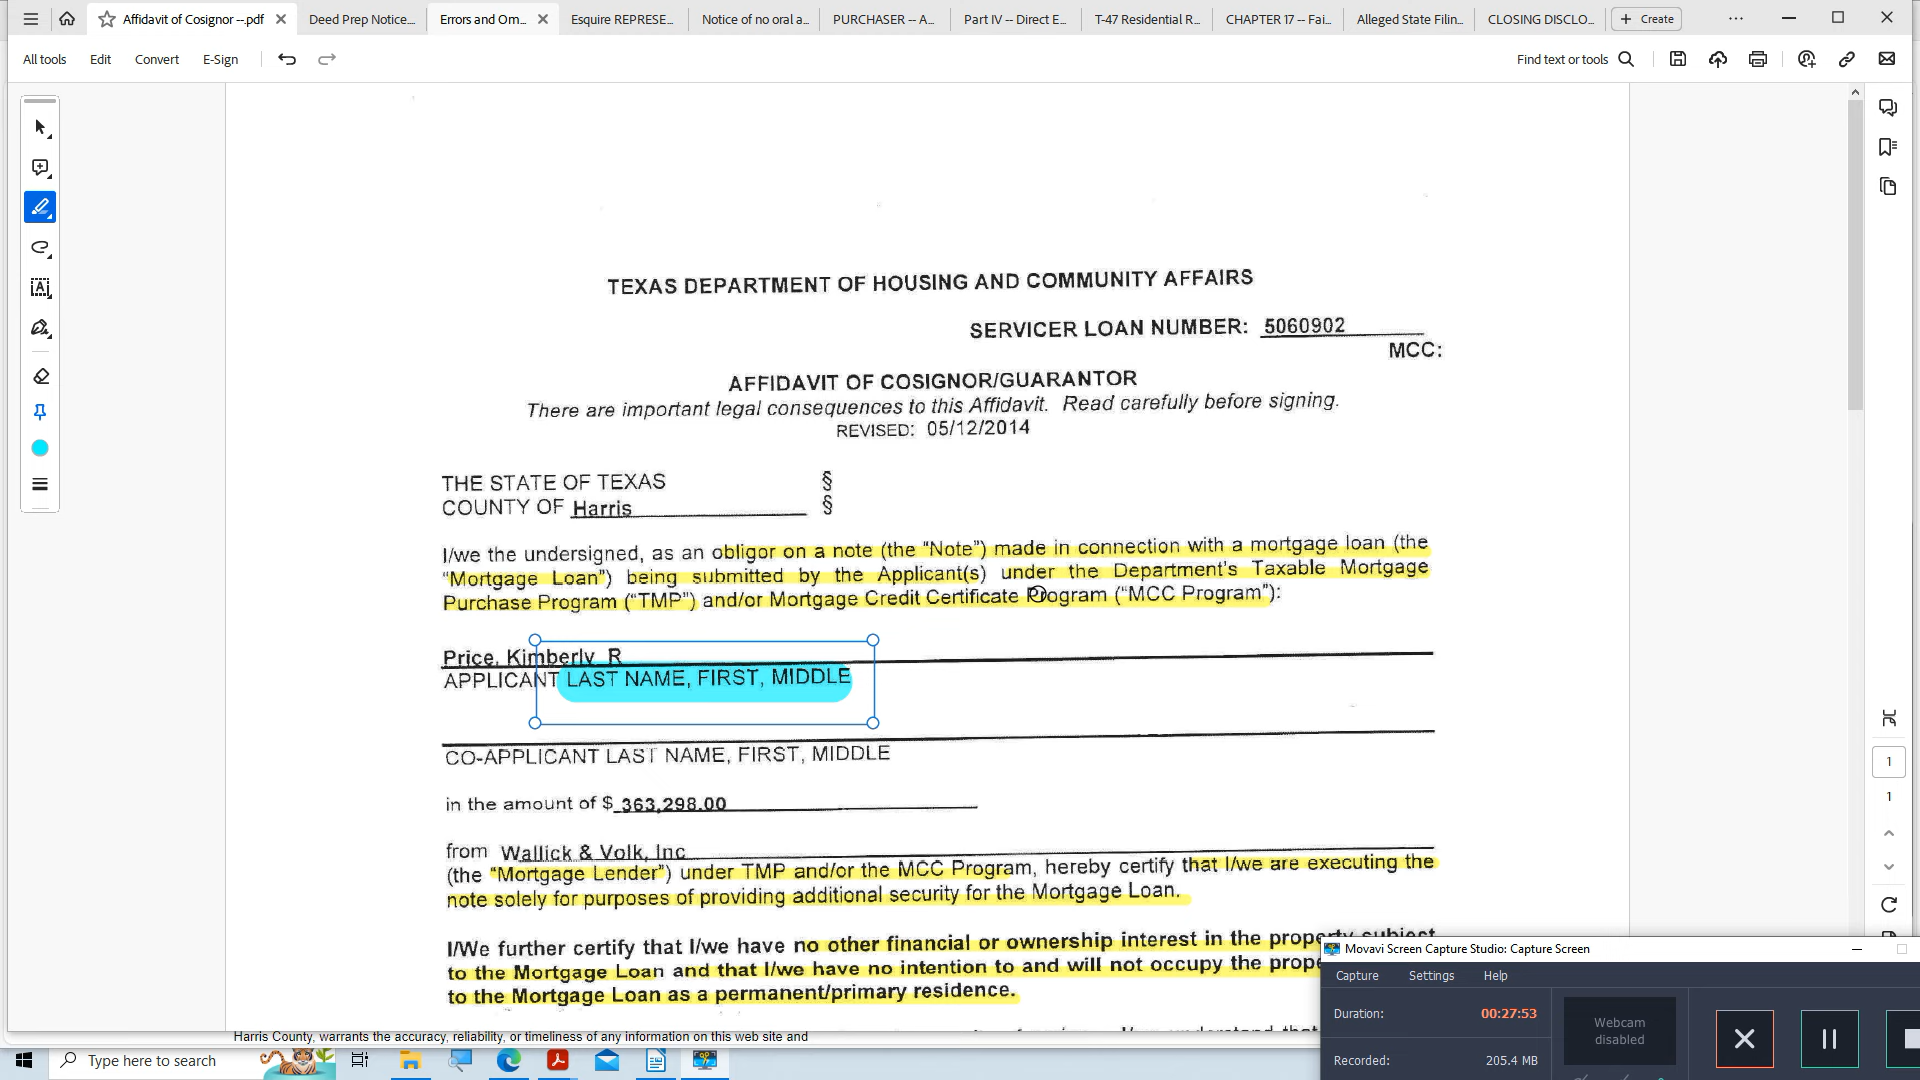 Affidavit of Cosignor --.pdf
Deed Prep Notice....
Errors and Om...
Esquire REPRESE...
Notice of no oral a...
PURCHASER -- A...
Part IV -- Direct E...
T-47 Residential R...
CHAPTER 17 -- Fai...
Alleged State Filin...
CLOSING DISCLO...
Create
All tools
Edit
Convert
E-Sign
Find text or tools
TEXAS DEPARTMENT OF HOUSING AND COMMUNITY AFFAIRS
SERVICER LOAN NUMBER: 5060902
MCC:
AFFIDAVIT OF COSIGNOR/GUARANTOR
There are important legal consequences to this Affidavit. Read carefully before signing.
REVISED: 05/12/2014
THE STATE OF TEXAS §
COUNTY OF Harris §
I/we the undersigned, as an obligor on a note (the “Note”) made in connection with a mortgage loan (the
“Mortgage Loan”) being submitted by the Applicant(s) under the Department's Taxable Mortgage
Purchase Program (“TMP”) and/or Mortgage Credit Certificate Program (“MCC Program”):
Price, Kimberly R
APPLICANT LAST NAME, FIRST, MIDDLE
CO-APPLICANT LAST NAME, FIRST, MIDDLE
in the amount of $ 363,298.00
from Wallick & Volk, Inc
(the “Mortgage Lender”) under TMP and/or the MCC Program, hereby certify that I/we are executing the
note solely for purposes of providing additional security for the Mortgage Loan.
I/We further certify that I/we have no other financial or ownership interest in the property subject
to the Mortgage Loan and that I/we have no intention to and will not occupy the prope
to the Mortgage Loan as a permanent/primary residence.
Harris County, warrants the accuracy, reliability, or timeliness of any information on this web site and
1
1
Movavi Screen Capture Studio: Capture Screen
Capture
Settings
Help
Duration:
00:27:53
Webcam
disabled
Recorded:
205.4 MB
Type here to search